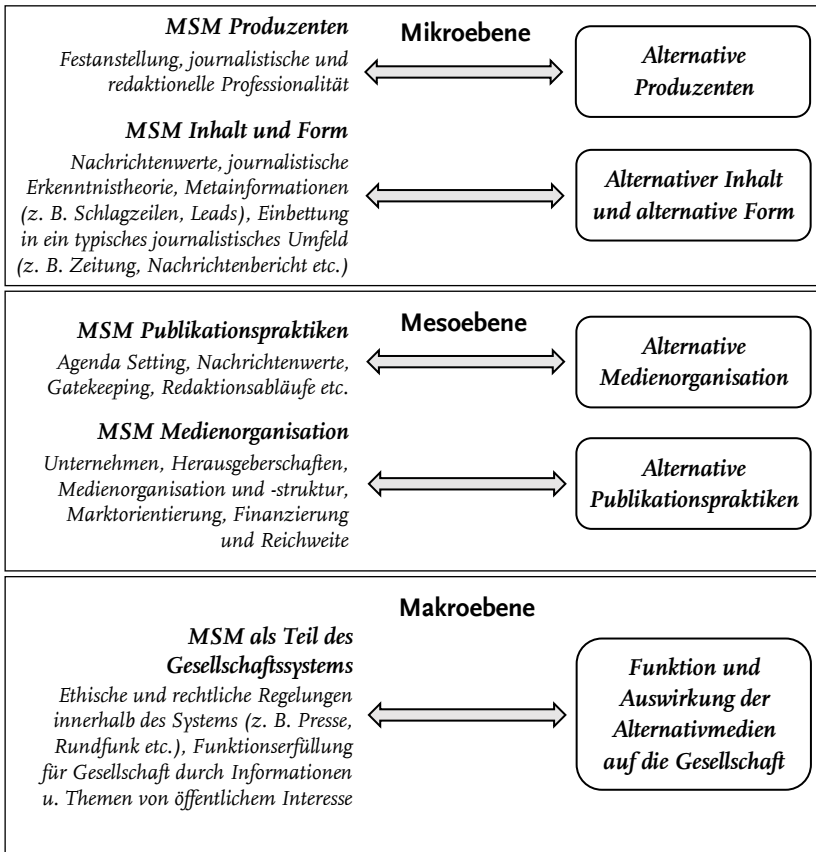 MSM Produzenten
Festanstellung, journalistische und
redaktionelle Professionalität
Mikroebene
Alternative
Produzenten
MSM Inhalt und Form
Nachrichtenwerte, journalistische
Erkenntnistheorie, Metainformationen
(z. B. Schlagzeilen, Leads), Einbettung
in ein typisches journalistisches Umfeld
(z. B. Zeitung, Nachrichtenbericht etc.)
Alternativer Inhalt
und alternative Form
MSM Publikationspraktiken
Agenda Setting, Nachrichtenwerte,
Gatekeeping, Redaktionsabläufe etc.
Mesoebene
Alternative
Medienorganisation
MSM Medienorganisation
Unternehmen, Herausgeberschaften,
Medienorganisation und -struktur,
Marktorientierung, Finanzierung
und Reichweite
Alternative
Publikationspraktiken
Makroebene
MSM als Teil des
Gesellschaftssystems
Ethische und rechtliche Regelungen
innerhalb des Systems (z. B. Presse,
Rundfunk etc.), Funktionserfüllung
für Gesellschaft durch Informationen
u. Themen von öffentlichem Interesse
Funktion und
Auswirkung der
Alternativmedien
auf die Gesellschaft